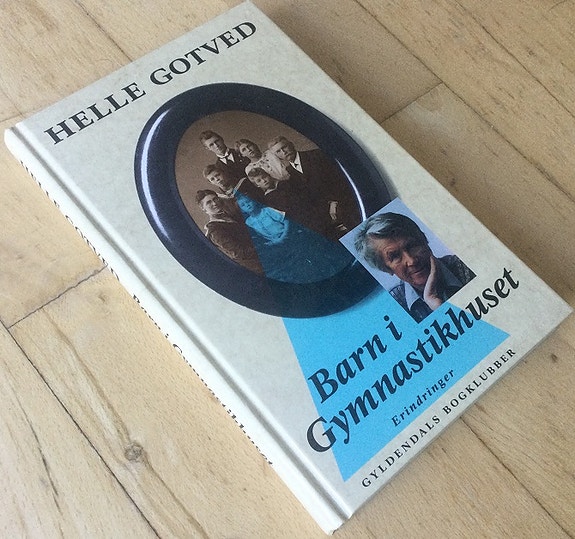 HELLE GOTVED
Barn i
Gymnastikhuset
Erindringer
GYLDENDALS BOGKLUBBER